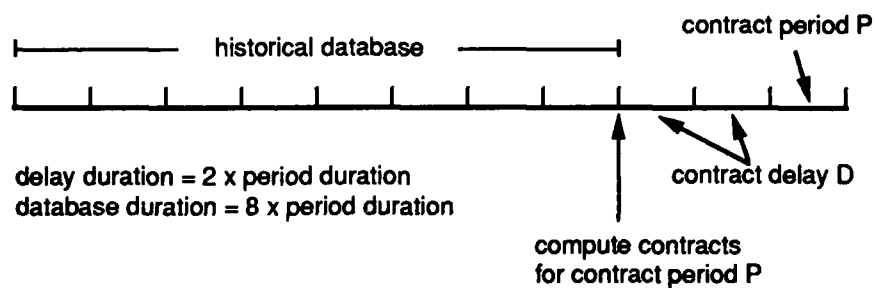 contract period P
historical database
delay duration = 2 x period duration
database duration = 8 x period duration
contract delay D
compute contracts
for contract period P